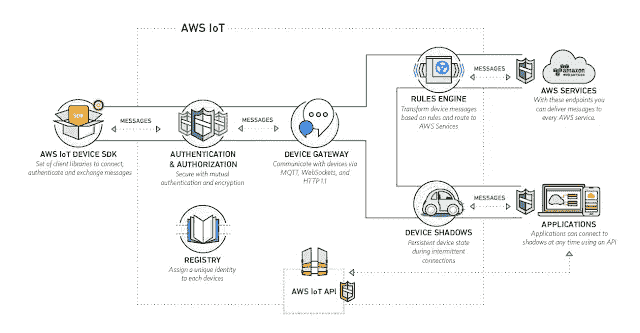 AWS IoT
MESSAGES
MESSAGES
MESSAGES
MESSAGES
SDK
amazon
web services
AWS IoT DEVICE SDK
Set of client libraries to connect,
authenticate and exchange messages
AUTHENTICATION
& AUTHORIZATION
Secure with mutual
authentication and encryption
DEVICE GATEWAY
Communicate with devices via
MQTT, WebSockets, and
HTTP 1.1
RULES ENGINE
Transform device messages
based on rules and route to
AWS Services
AWS SERVICES
With these endpoints you
can deliver messages to
every AWS service.
REGISTRY
Assign a unique identity
to each devices
DEVICE SHADOWS
Persistent device state
during intermittent
connections
APPLICATIONS
Applications can connect to
shadows at any time using an API
AWS IoT API